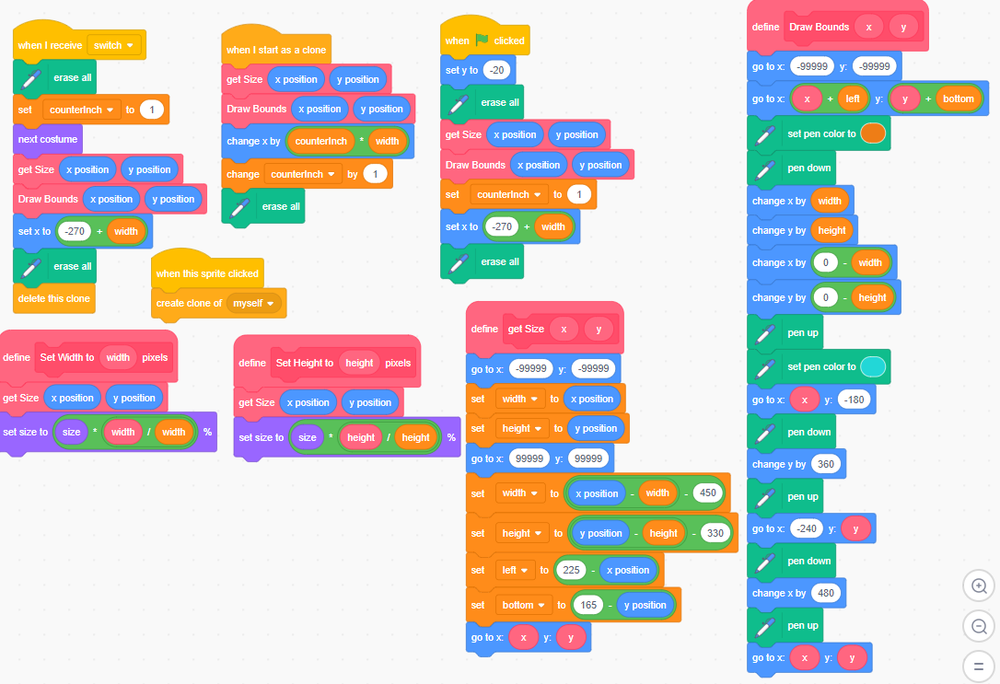 when I receive switch
erase all
set counterInch to 1
next costume
get Size x position y position
Draw Bounds x position y position
set x to -270 + width
erase all
delete this clone
when I start as a clone
get Size x position y position
Draw Bounds x position y position
change x by counterInch * width
change counterInch by 1
erase all
when this sprite clicked
create clone of myself
when clicked
set y to -20
erase all
get Size x position y position
Draw Bounds x position y position
set counterInch to 1
set x to -270 + width
erase all
define Set Width to width pixels
get Size x position y position
set size to size * width / width %
define Set Height to height pixels
get Size x position y position
set size to size * height / height %
define get Size x y
go to x: -99999 y: -99999
set width to x position
set height to y position
go to x: 99999 y: 99999
set width to x position - width - 450
set height to y position - height - 330
set left to 225 - x position
set bottom to 165 - y position
go to x: x y: y
define Draw Bounds x y
go to x: -99999 y: -99999
go to x: x + left y: y + bottom
set pen color to
pen down
change x by width
change y by height
change x by 0 - width
change y by 0 - height
pen up
set pen color to
go to x: x y: -180
pen down
change y by 360
pen up
go to x: -240 y: y
pen down
change x by 480
pen up
go to x: x y: y